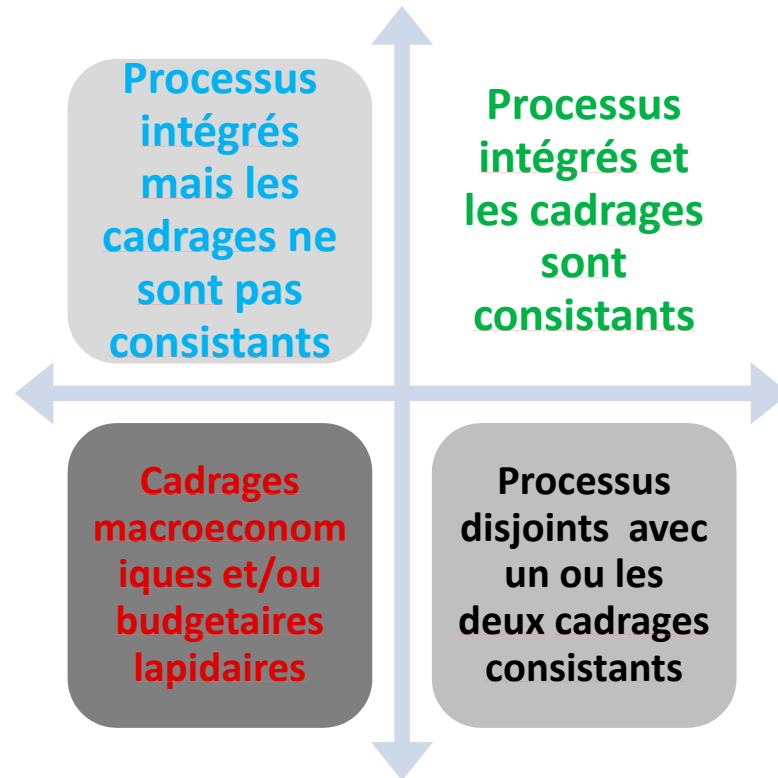 Processus
intégrés
mais les
cadrages ne
sont pas
consistants
Processus
intégrés et
les cadrages
sont
consistants
Cadrages
macroeconom
iques et/ou
budgetaires
lapidaires
Processus
disjoints avec
un ou les
deux cadrages
consistants